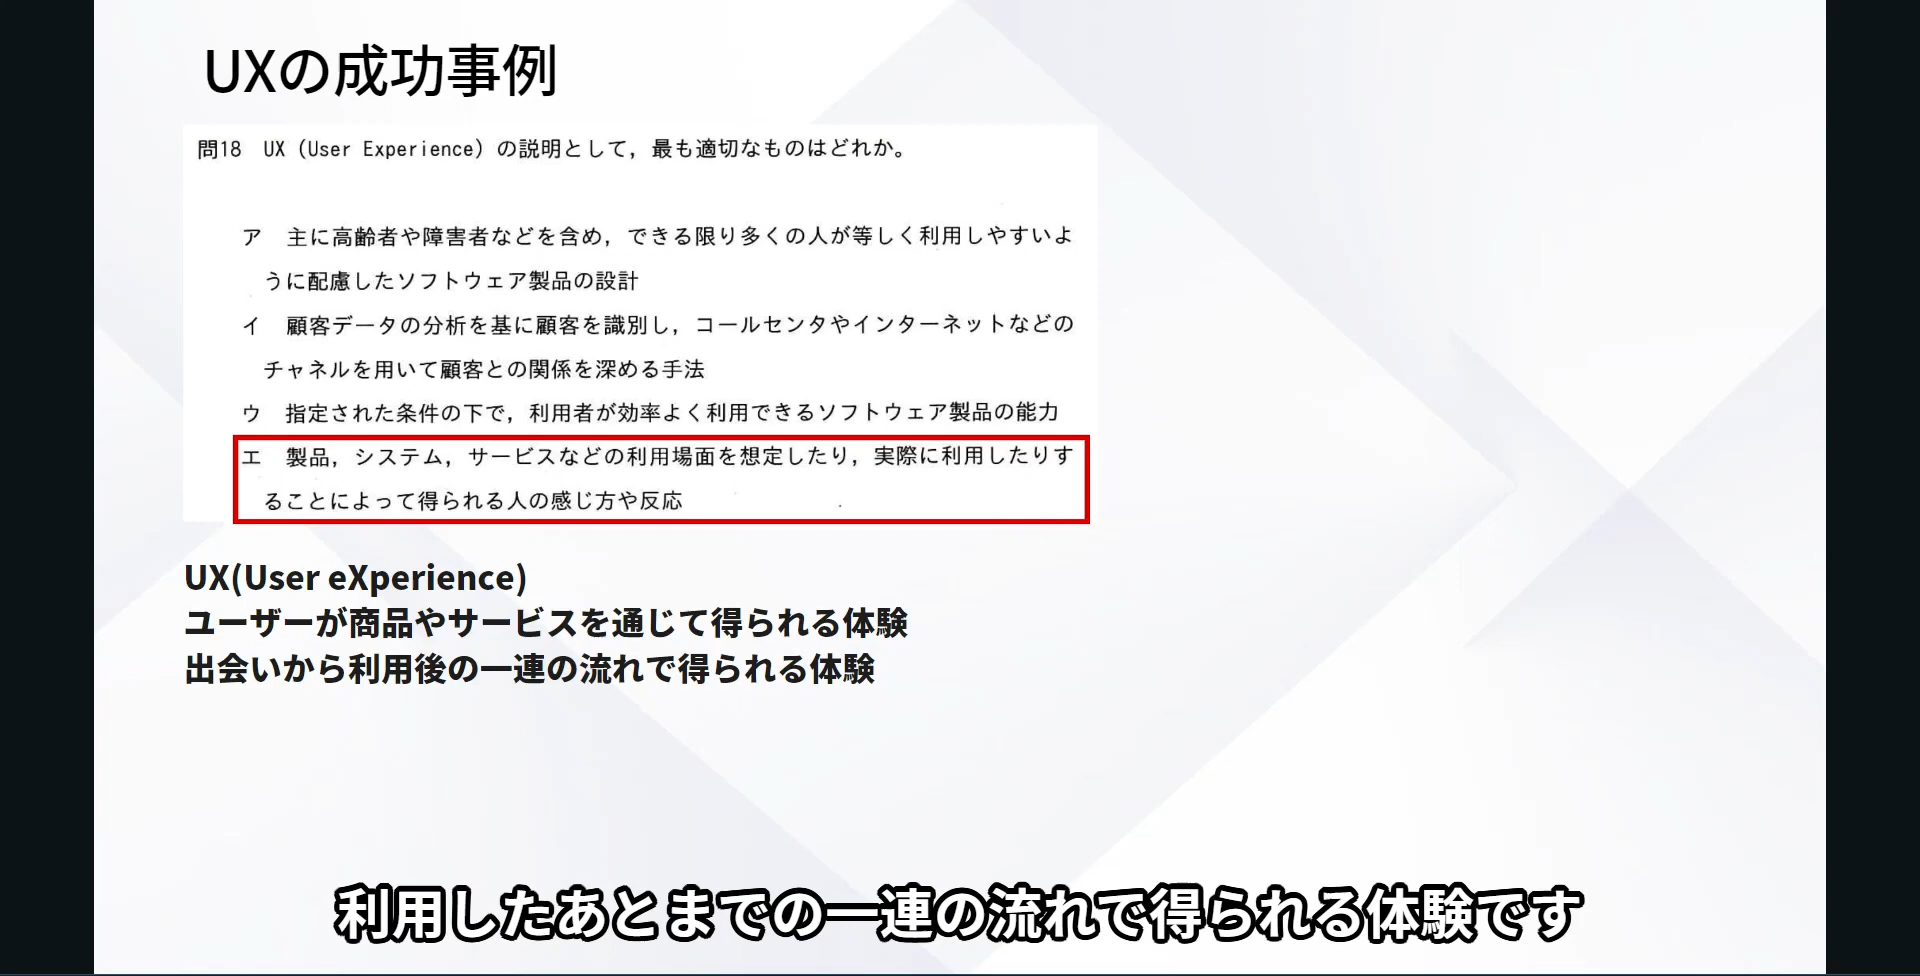 UXの成功事例
問18　UX（User Experience）の説明として，最も適切なものはどれか。
ア　主に高齢者や障害者などを含め，できる限り多くの人が等しく利用しやすいよ
うに配慮したソフトウェア製品の設計
イ　顧客データの分析を基に顧客を識別し，コールセンタやインターネットなどの
チャネルを用いて顧客との関係を深める手法
ウ　指定された条件の下で，利用者が効率よく利用できるソフトウェア製品の能力
エ　製品，システム，サービスなどの利用場面を想定したり，実際に利用したりす
ることによって得られる人の感じ方や反応
UX(User eXperience)
ユーザーが商品やサービスを通じて得られる体験
出会いから利用後の一連の流れで得られる体験
利用したあとまでの一連の流れで得られる体験です